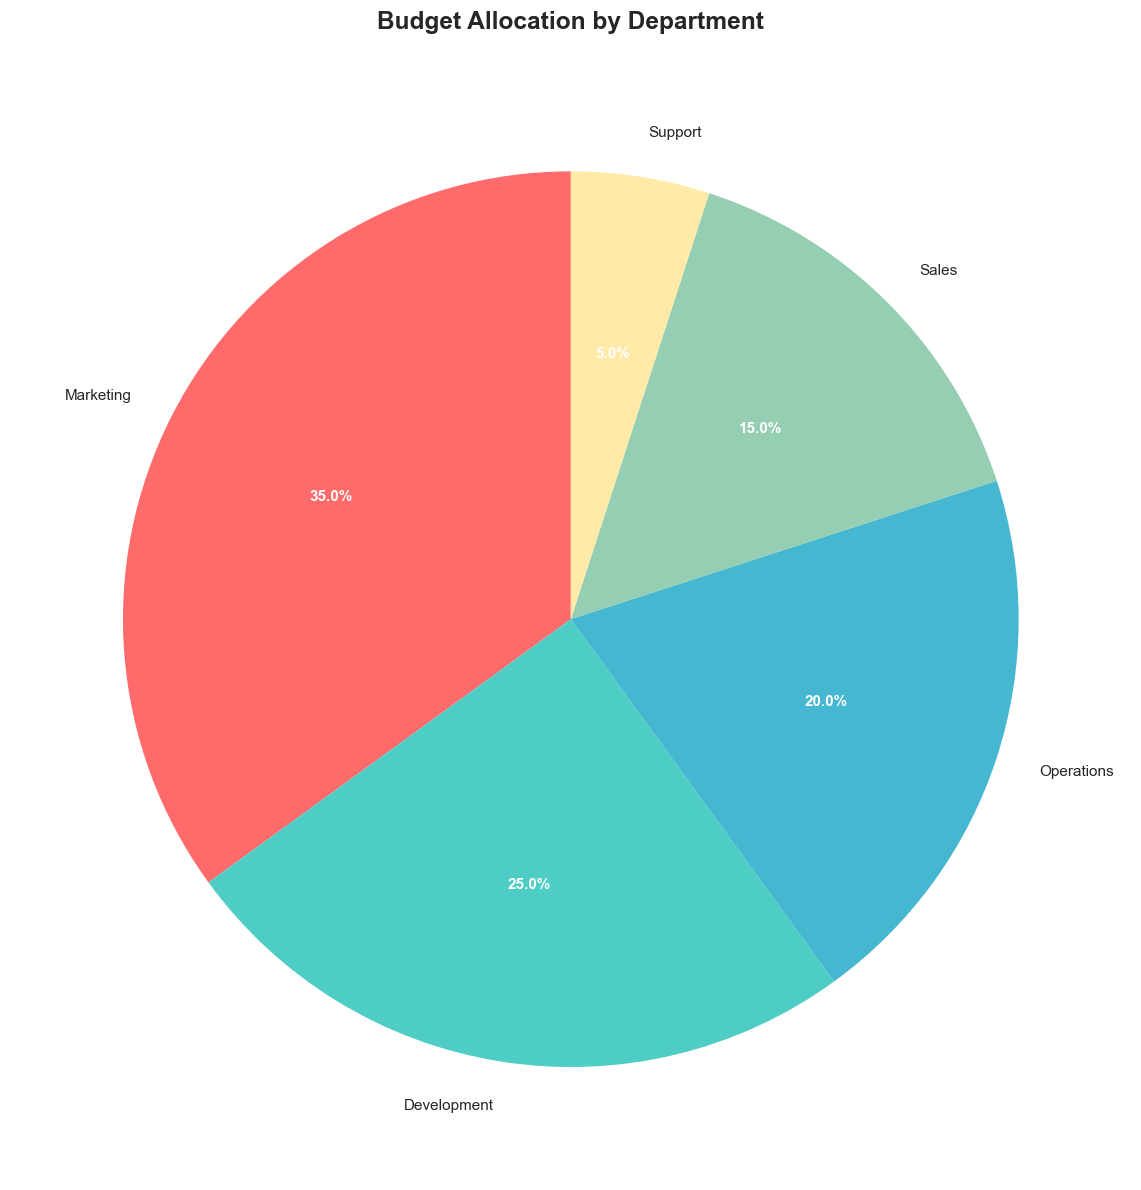 Budget Allocation by Department
Support
Sales
5.0%
Marketing
15.0%
35.0%
20.0%
Operations
25.0%
Development